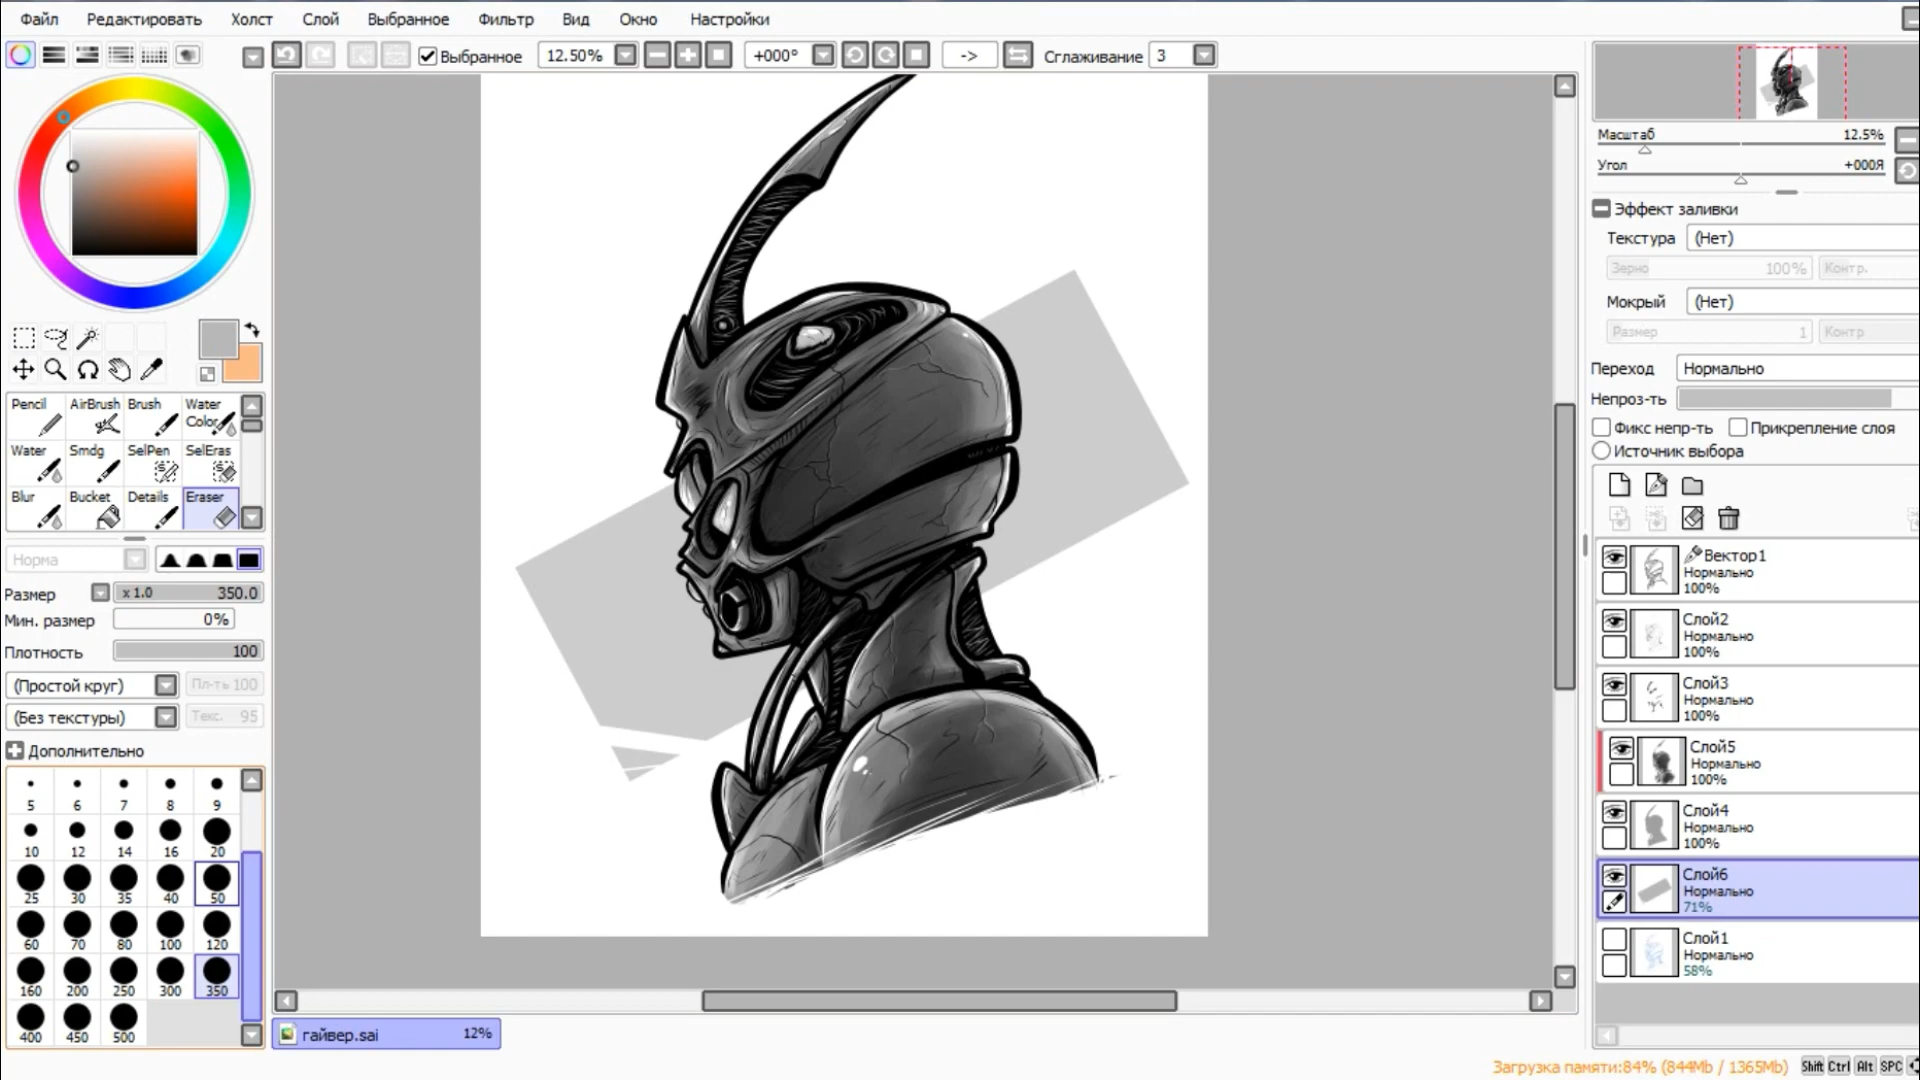 Файл Редактировать Холст Слой Выбранное Фильтр Вид Окно Настройки
Выбранное 12.50% +000° -> Сглаживание 3
Масштаб 12.5%
Угол +000Я
Эффект заливки
Текстура (Нет)
Зерно 100% Контр.
Мокрый (Нет)
Размер 1 Контр
Переход Нормально
Непроз-ть
Фикс непр-ть Прикрепление слоя
Источник выбора
Pencil AirBrush Brush Water Color
Water Smdg SelPen SelEras
Blur Bucket Details Eraser
Норма
Размер x 1.0 350.0
Мин. размер 0%
Плотность 100
(Простой круг) Пл-ть 100
(Без текстуры) Текс. 95
Дополнительно
5 6 7 8 9
10 12 14 16 20
25 30 35 40 50
60 70 80 100 120
160 200 250 300 350
400 450 500
Вектор1
Нормально
100%
Слой2
Нормально
100%
Слой3
Нормально
100%
Слой5
Нормально
100%
Слой4
Нормально
100%
Слой6
Нормально
71%
Слой1
Нормально
58%
гайвер.sai 12%
Загрузка памяти:84% (844Mb / 1365Mb) Shift Ctrl Alt SPC